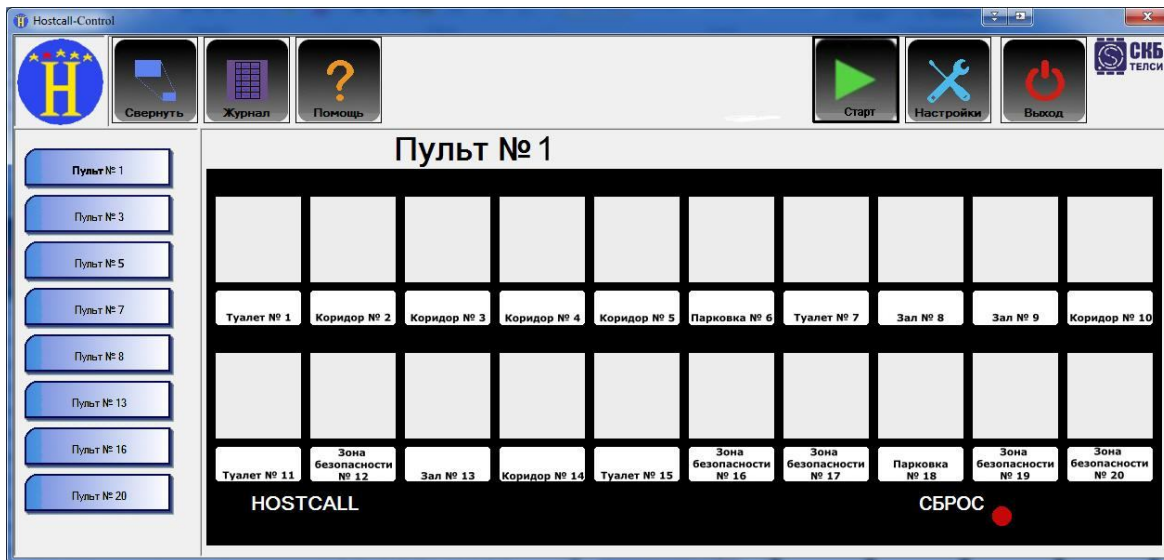 Hostcall-Control
H
Свернуть
Журнал
Помощь
Старт
Настройки
Выход
S
СКБ
ТЕЛСИ
Пульт № 1
Пульт № 3
Пульт № 5
Пульт № 7
Пульт № 8
Пульт № 13
Пульт № 16
Пульт № 20
Пульт № 1
Туалет № 1
Коридор № 2
Коридор № 3
Коридор № 4
Коридор № 5
Парковка № 6
Туалет № 7
Зал № 8
Зал № 9
Коридор № 10
Туалет № 11
Зона
безопасности
№ 12
Зал № 13
Коридор № 14
Туалет № 15
Зона
безопасности
№ 16
Зона
безопасности
№ 17
Парковка
№ 18
Зона
безопасности
№ 19
Зона
безопасности
№ 20
HOSTCALL
СБРОС